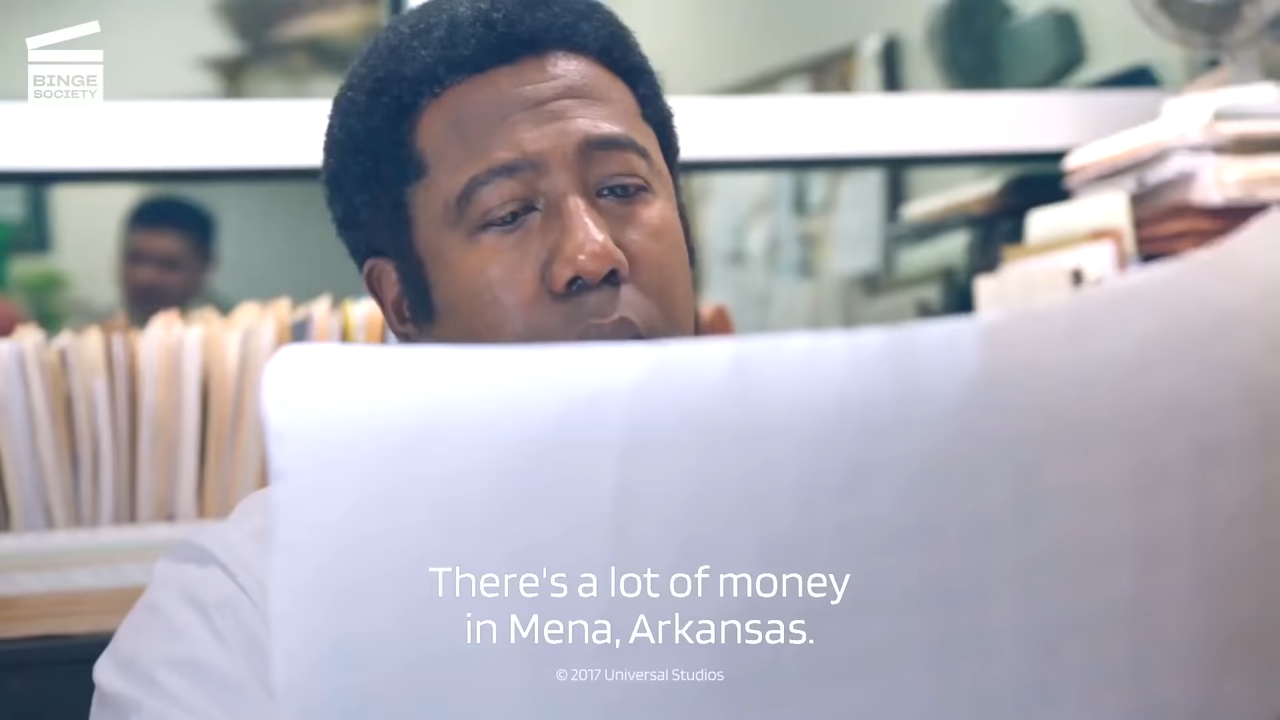 BINGE
SOCIETY
There's a lot of money
in Mena, Arkansas.
© 2017 Universal Studios